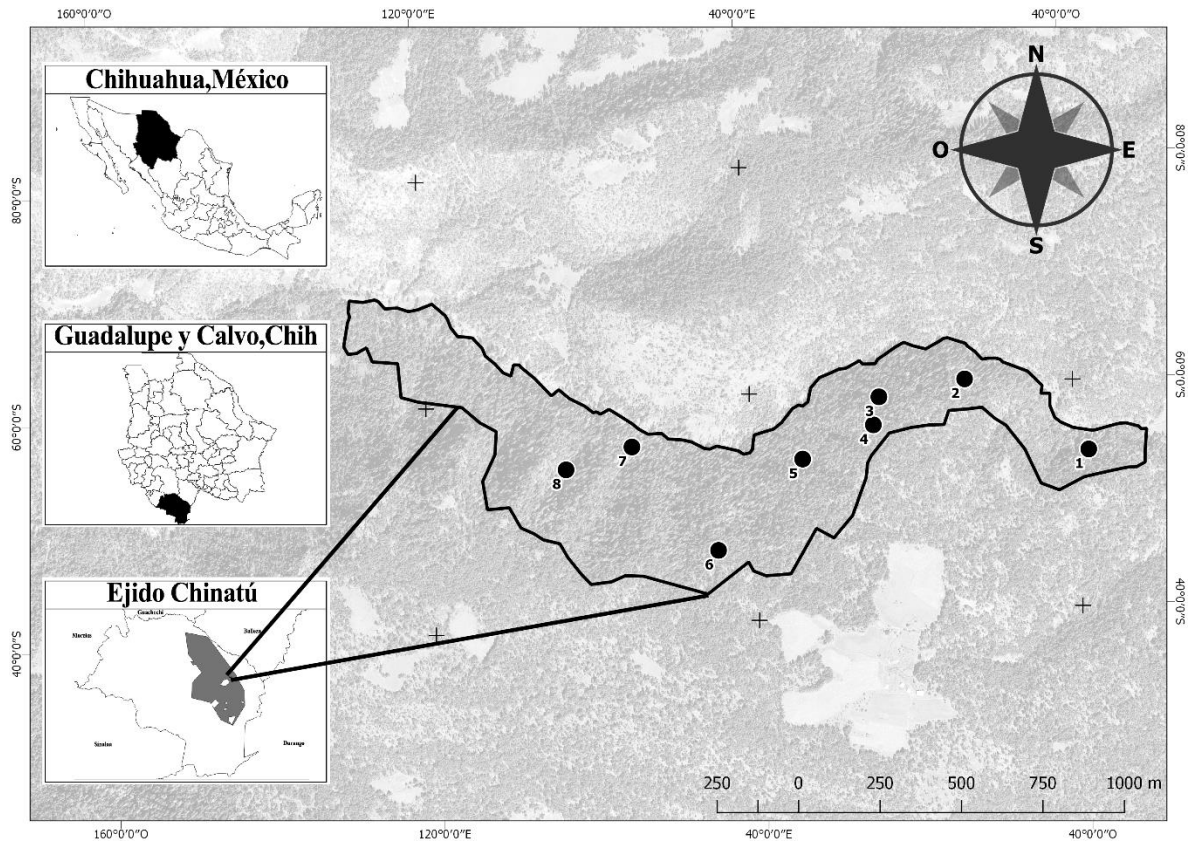 160°0'0"O 120°0'0"E 40°0'0"E 40°0'0"O
Chihuahua,México
N
O E
S
80°0'0"S
80°0'0"S
Guadalupe y Calvo,Chih
60°0'0"S
60°0'0"S
2
3
4
1
5
7
8
6
Ejido Chinatú
Guachochi
Balleza
Morelos
Sinaloa
Durango
40°0'0"S
40°0'0"S
250 0 250 500 750 1000 m
160°0'0"O 120°0'0"E 40°0'0"E 40°0'0"O